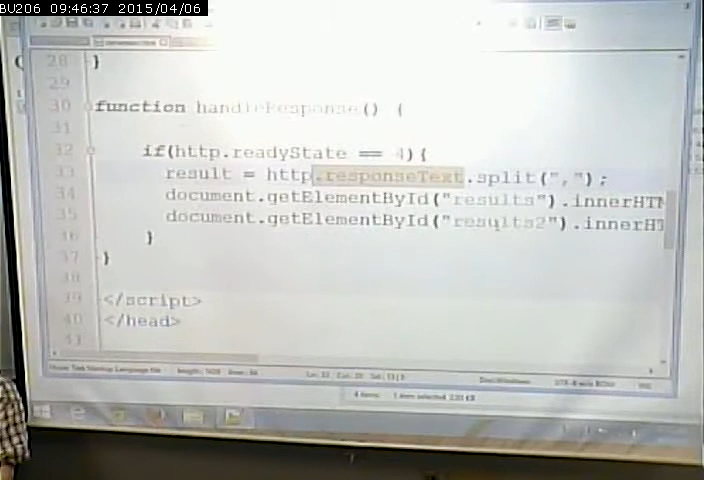 BU206 09:46:37 2015/04/06
28 }
29
30 function handleResponse() {
31
32 if(http.readyState == 4){
33 result = http.responseText.split(",");
34 document.getElementById("results").innerHTM
35 document.getElementById("results2").innerHT
36 }
37 }
38
39 </script>
40 </head>